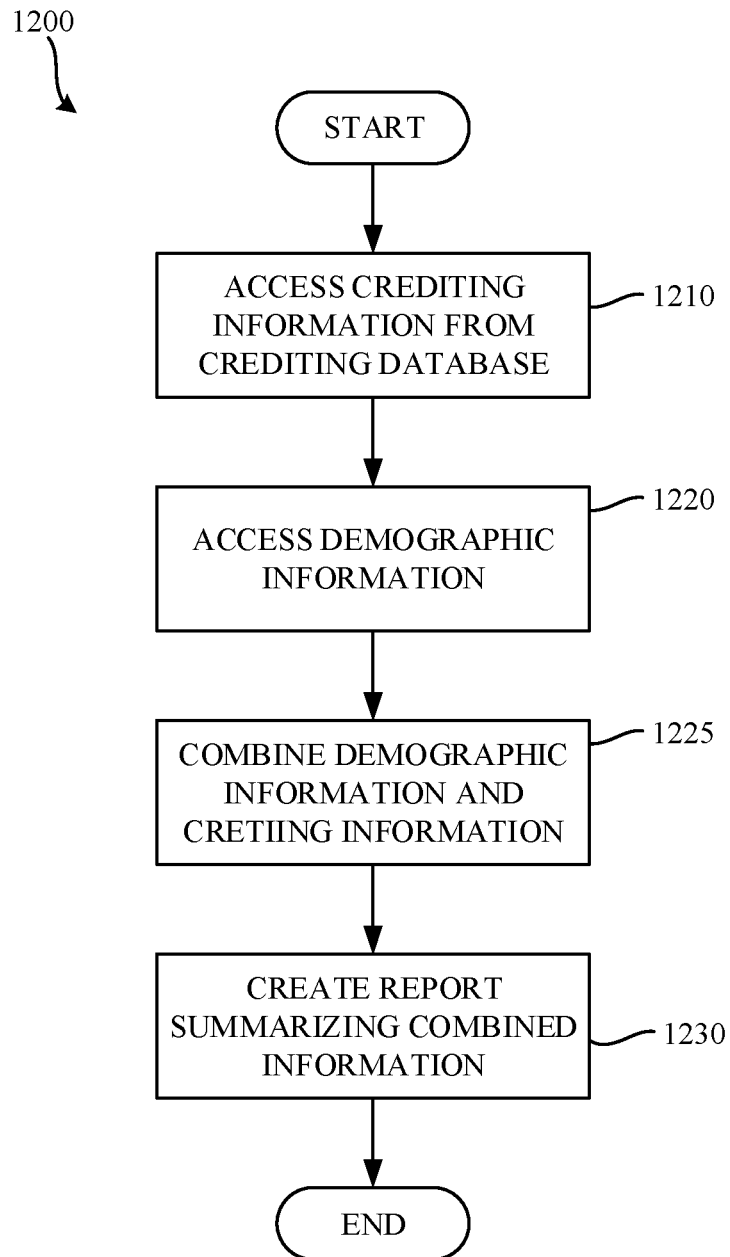 1200
START
ACCESS CREDITING
INFORMATION FROM
CREDITING DATABASE
1210
ACCESS DEMOGRAPHIC
INFORMATION
1220
COMBINE DEMOGRAPHIC
INFORMATION AND
CRETIING INFORMATION
1225
CREATE REPORT
SUMMARIZING COMBINED
INFORMATION
1230
END